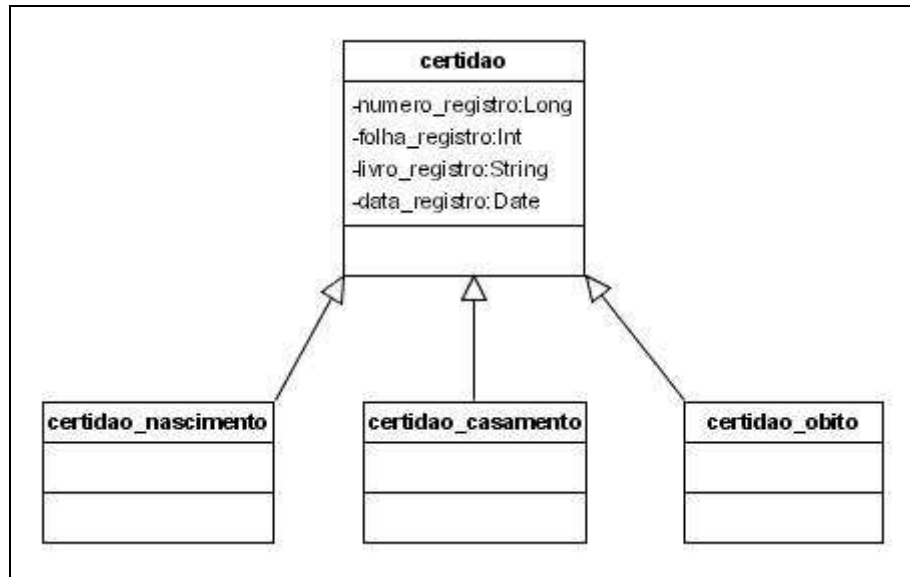 certidao
-numero_registro:Long
-folha_registro:Int
-livro_registro:String
-data_registro:Date
certidao_nascimento
certidao_casamento
certidao_obito